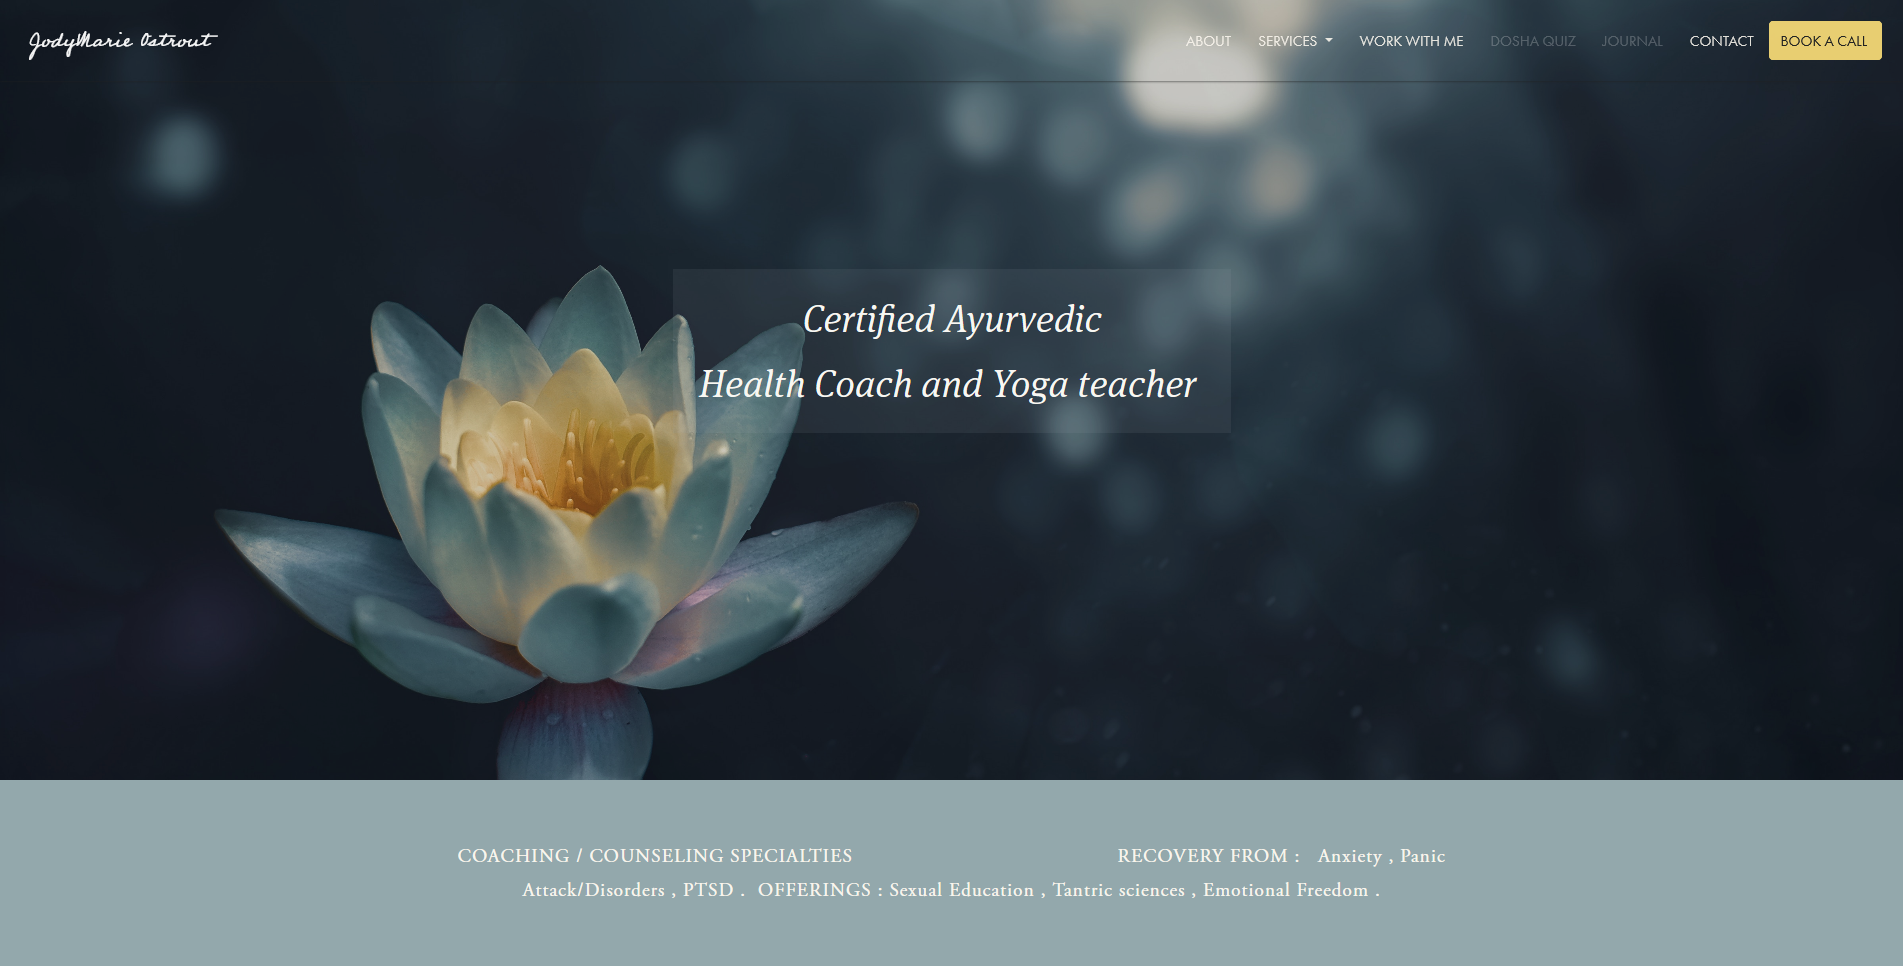 JodyMarie Ostrout
ABOUT
SERVICES
WORK WITH ME
DOSHA QUIZ
JOURNAL
CONTACT
BOOK A CALL
Certified Ayurvedic
Health Coach and Yoga teacher
COACHING / COUNSELING SPECIALTIES RECOVERY FROM : Anxiety , Panic
Attack/Disorders , PTSD . OFFERINGS : Sexual Education , Tantric sciences , Emotional Freedom .